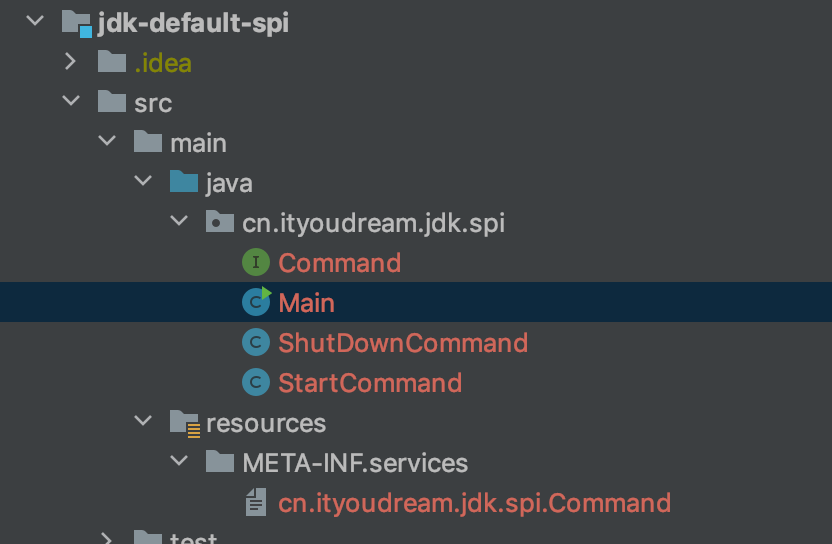 jdk-default-spi
.idea
src
main
java
cn.ityoudream.jdk.spi
I Command
C Main
C ShutDownCommand
C StartCommand
resources
META-INF.services
cn.ityoudream.jdk.spi.Command
test